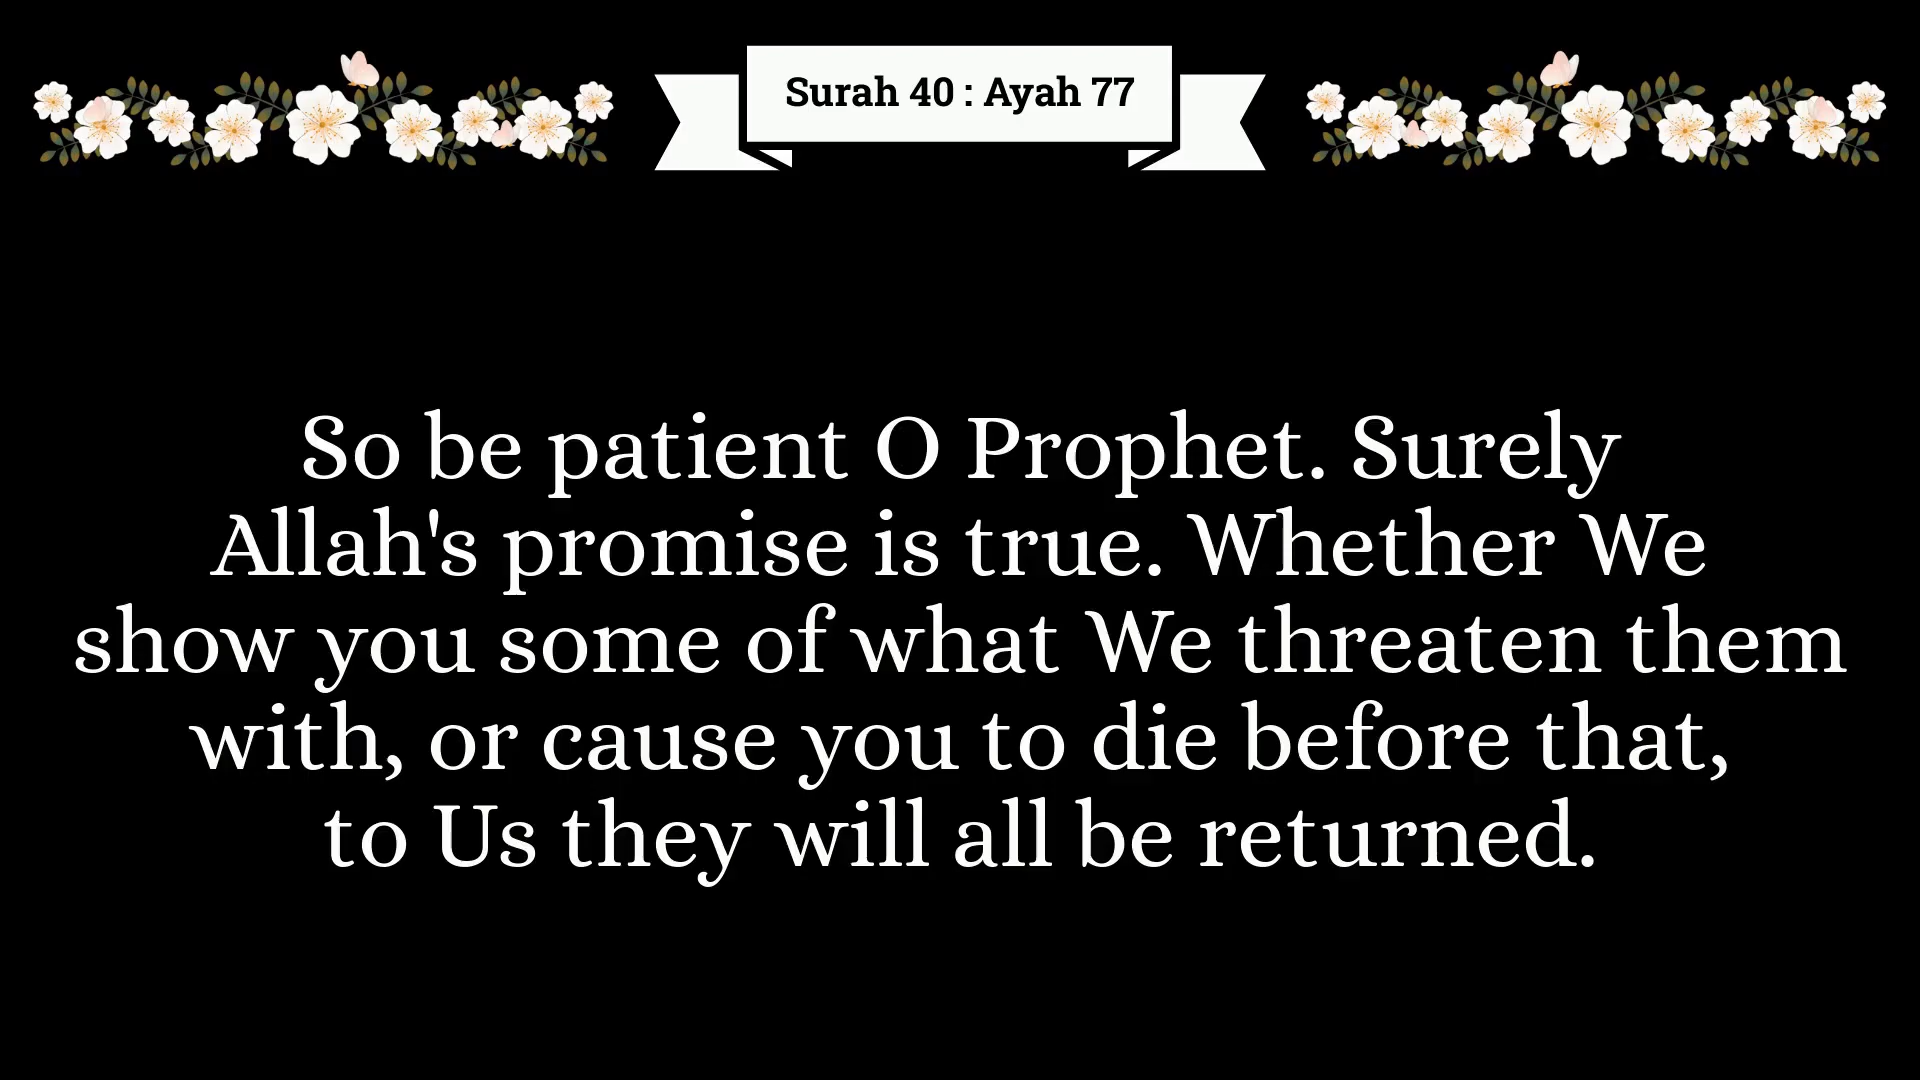 Surah 40 : Ayah 77
So be patient O Prophet. Surely
Allah's promise is true. Whether We
show you some of what We threaten them
with, or cause you to die before that,
to Us they will all be returned.